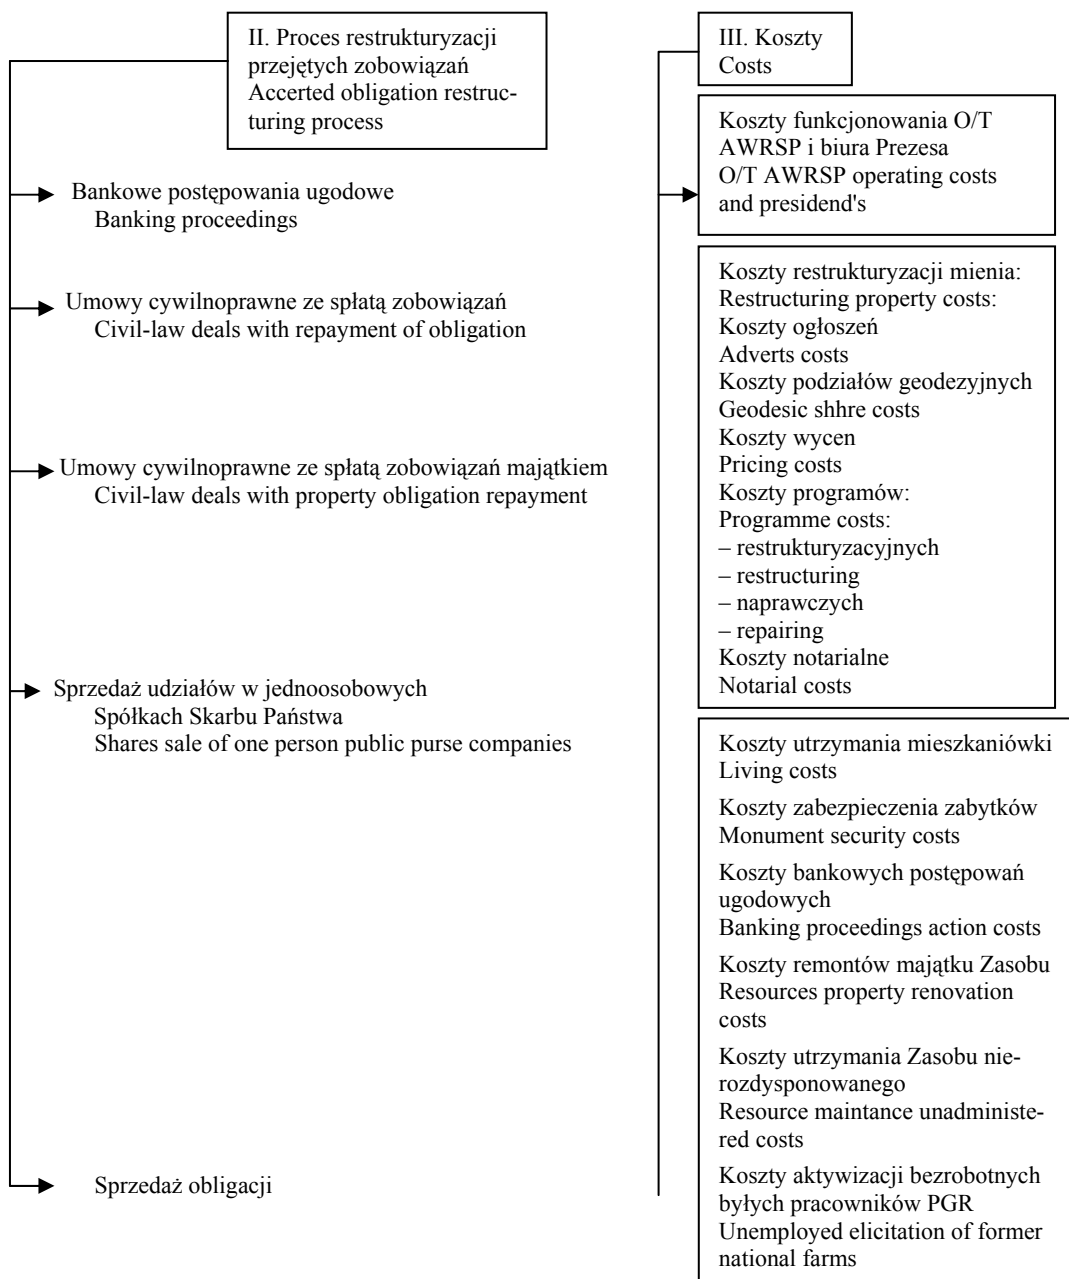 II. Proces restrukturyzacji
przejętych zobowiązań
Accerted obligation restruc-
turing process
Bankowe postępowania ugodowe
Banking proceedings
Umowy cywilnoprawne ze spłatą zobowiązań
Civil-law deals with repayment of obligation
Umowy cywilnoprawne ze spłatą zobowiązań majątkiem
Civil-law deals with property obligation repayment
Sprzedaż udziałów w jednoosobowych
Spółkach Skarbu Państwa
Shares sale of one person public purse companies
Sprzedaż obligacji
III. Koszty
Costs
Koszty funkcjonowania O/T
AWRSP i biura Prezesa
O/T AWRSP operating costs
and presidend's
Koszty restrukturyzacji mienia:
Restructuring property costs:
Koszty ogłoszeń
Adverts costs
Koszty podziałów geodezyjnych
Geodesic shhre costs
Koszty wycen
Pricing costs
Koszty programów:
Programme costs:
– restrukturyzacyjnych
– restructuring
– naprawczych
– repairing
Koszty notarialne
Notarial costs
Koszty utrzymania mieszkaniówki
Living costs
Koszty zabezpieczenia zabytków
Monument security costs
Koszty bankowych postępowań
ugodowych
Banking proceedings action costs
Koszty remontów majątku Zasobu
Resources property renovation
costs
Koszty utrzymania Zasobu nie-
rozdysponowanego
Resource maintance unadministe-
red costs
Koszty aktywizacji bezrobotnych
byłych pracowników PGR
Unemployed elicitation of former
national farms